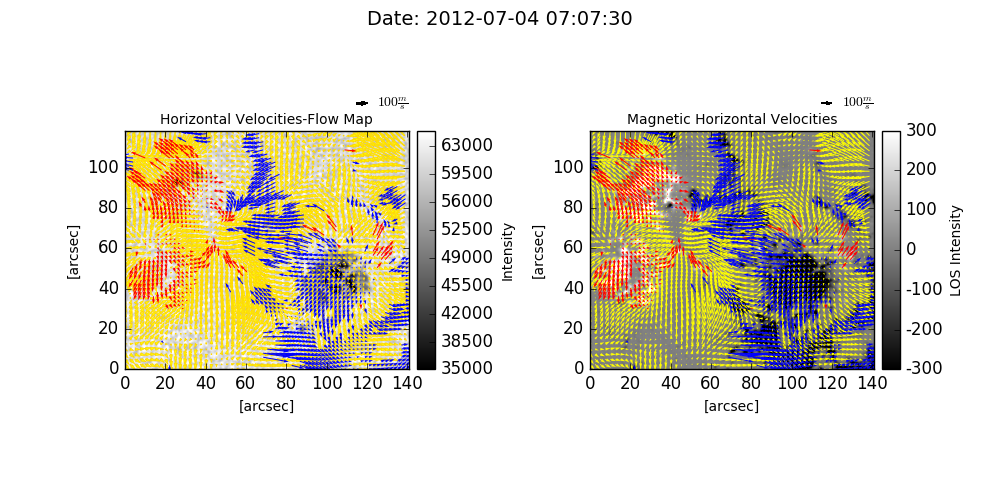 Date: 2012-07-04 07:07:30
100 m/s
Horizontal Velocities-Flow Map
100
80
60
40
20
0
0 20 40 60 80 100 120 140
[arcsec]
[arcsec]
63000
59500
56000
52500
49000
45500
42000
38500
35000
Intensity
100 m/s
Magnetic Horizontal Velocities
100
80
60
40
20
0
0 20 40 60 80 100 120 140
[arcsec]
[arcsec]
300
200
100
0
-100
-200
-300
LOS Intensity